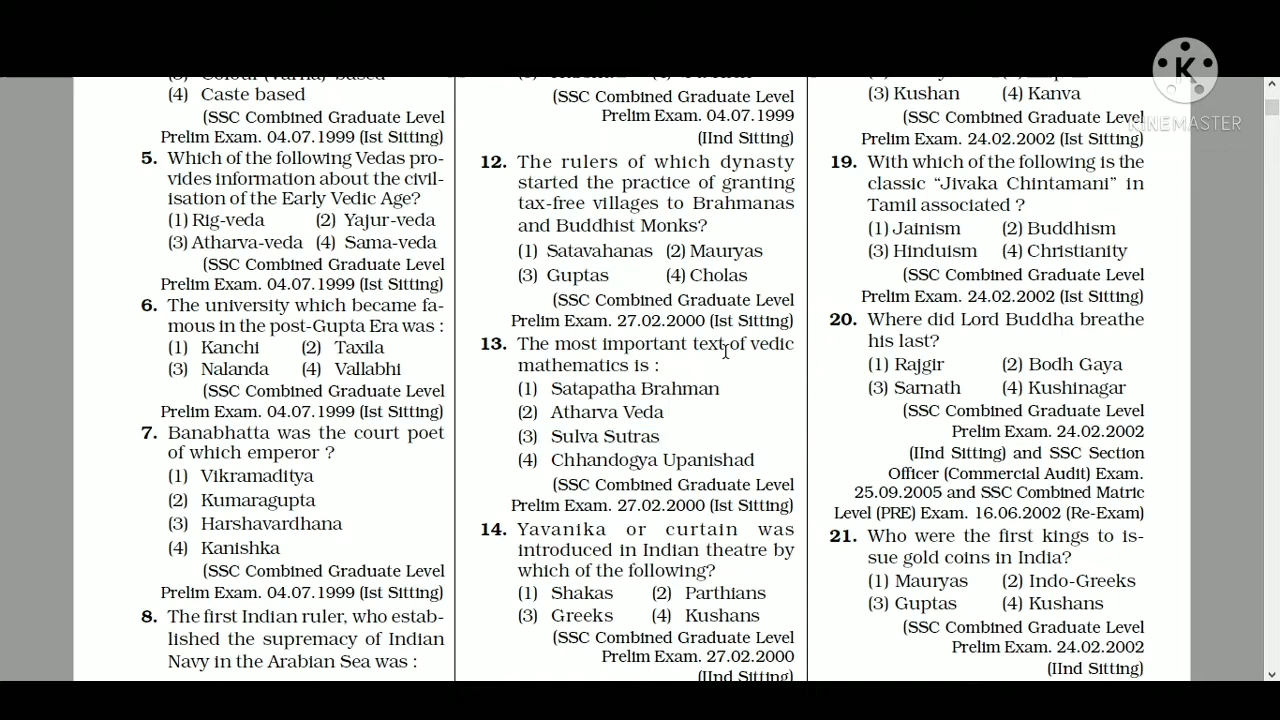 (4) Caste based
(SSC Combined Graduate Level
Prelim Exam. 04.07.1999 (Ist Sitting)
5. Which of the following Vedas pro-
vides information about the civil-
isation of the Early Vedic Age?
(1) Rig-veda (2) Yajur-veda
(3) Atharva-veda (4) Sama-veda
(SSC Combined Graduate Level
Prelim Exam. 04.07.1999 (Ist Sitting)
6. The university which became fa-
mous in the post-Gupta Era was :
(1) Kanchi (2) Taxila
(3) Nalanda (4) Vallabhi
(SSC Combined Graduate Level
Prelim Exam. 04.07.1999 (Ist Sitting)
7. Banabhatta was the court poet
of which emperor ?
(1) Vikramaditya
(2) Kumaragupta
(3) Harshavardhana
(4) Kanishka
(SSC Combined Graduate Level
Prelim Exam. 04.07.1999 (Ist Sitting)
8. The first Indian ruler, who estab-
lished the supremacy of Indian
Navy in the Arabian Sea was :
(SSC Combined Graduate Level
Prelim Exam. 04.07.1999
(IInd Sitting)
12. The rulers of which dynasty
started the practice of granting
tax-free villages to Brahmanas
and Buddhist Monks?
(1) Satavahanas (2) Mauryas
(3) Guptas (4) Cholas
(SSC Combined Graduate Level
Prelim Exam. 27.02.2000 (Ist Sitting)
13. The most important text of vedic
mathematics is :
(1) Satapatha Brahman
(2) Atharva Veda
(3) Sulva Sutras
(4) Chhandogya Upanishad
(SSC Combined Graduate Level
Prelim Exam. 27.02.2000 (Ist Sitting)
14. Yavanika or curtain was
introduced in Indian theatre by
which of the following?
(1) Shakas (2) Parthians
(3) Greeks (4) Kushans
(SSC Combined Graduate Level
Prelim Exam. 27.02.2000
(IInd Sitting)
(3) Kushan (4) Kanva
(SSC Combined Graduate Level
Prelim Exam. 24.02.2002 (Ist Sitting)
19. With which of the following is the
classic “Jivaka Chintamani” in
Tamil associated ?
(1) Jainism (2) Buddhism
(3) Hinduism (4) Christianity
(SSC Combined Graduate Level
Prelim Exam. 24.02.2002 (Ist Sitting)
20. Where did Lord Buddha breathe
his last?
(1) Rajgir (2) Bodh Gaya
(3) Sarnath (4) Kushinagar
(SSC Combined Graduate Level
Prelim Exam. 24.02.2002
(IInd Sitting) and SSC Section
Officer (Commercial Audit) Exam.
25.09.2005 and SSC Combined Matric
Level (PRE) Exam. 16.06.2002 (Re-Exam)
21. Who were the first kings to is-
sue gold coins in India?
(1) Mauryas (2) Indo-Greeks
(3) Guptas (4) Kushans
(SSC Combined Graduate Level
Prelim Exam. 24.02.2002
(IInd Sitting)
K
KINEMASTER